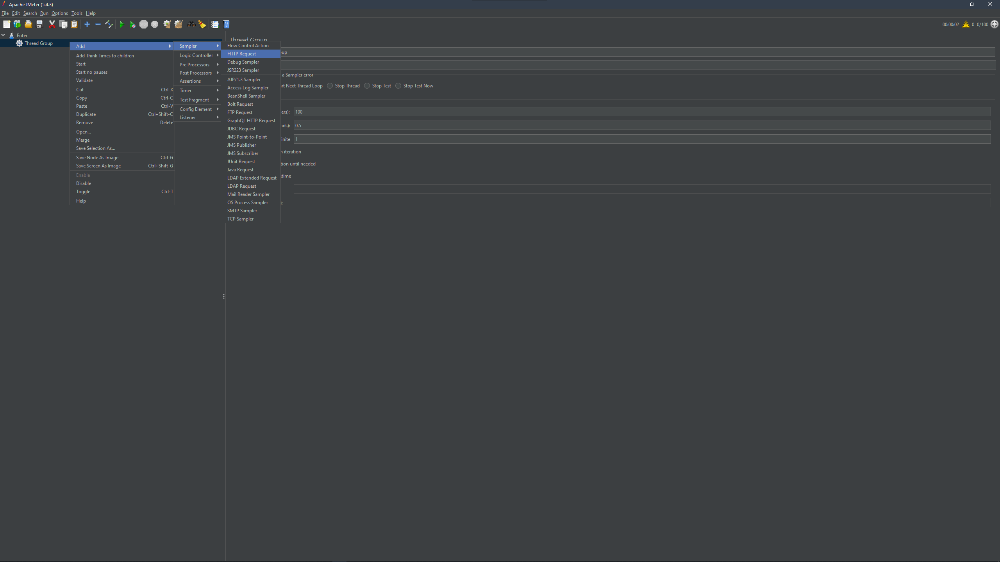 Apache JMeter (5.4.3)
File Edit Search Run Options Tools Help
00:00:02 0 0/100
Enter
Thread Group
Add
Add Think Times to children
Start
Start no pauses
Validate
Cut Ctrl-X
Copy Ctrl-C
Paste Ctrl-V
Duplicate Ctrl+Shift-C
Remove Delete
Open...
Merge
Save Selection As...
Save Node As Image Ctrl-G
Save Screen As Image Ctrl+Shift-G
Enable
Disable
Toggle Ctrl-T
Help
Sampler
Logic Controller
Pre Processors
Post Processors
Assertions
Timer
Test Fragment
Config Element
Listener
Flow Control Action
HTTP Request
Debug Sampler
JSR223 Sampler
AJP/1.3 Sampler
Access Log Sampler
BeanShell Sampler
Bolt Request
FTP Request
GraphQL HTTP Request
JDBC Request
JMS Point-to-Point
JMS Publisher
JMS Subscriber
JUnit Request
Java Request
LDAP Extended Request
LDAP Request
Mail Reader Sampler
OS Process Sampler
SMTP Sampler
TCP Sampler
Thread Group
up
a Sampler error
rt Next Thread Loop Stop Thread Stop Test Stop Test Now
ers): 100
nds): 0.5
inite 1
h iteration
tion until needed
etime
):